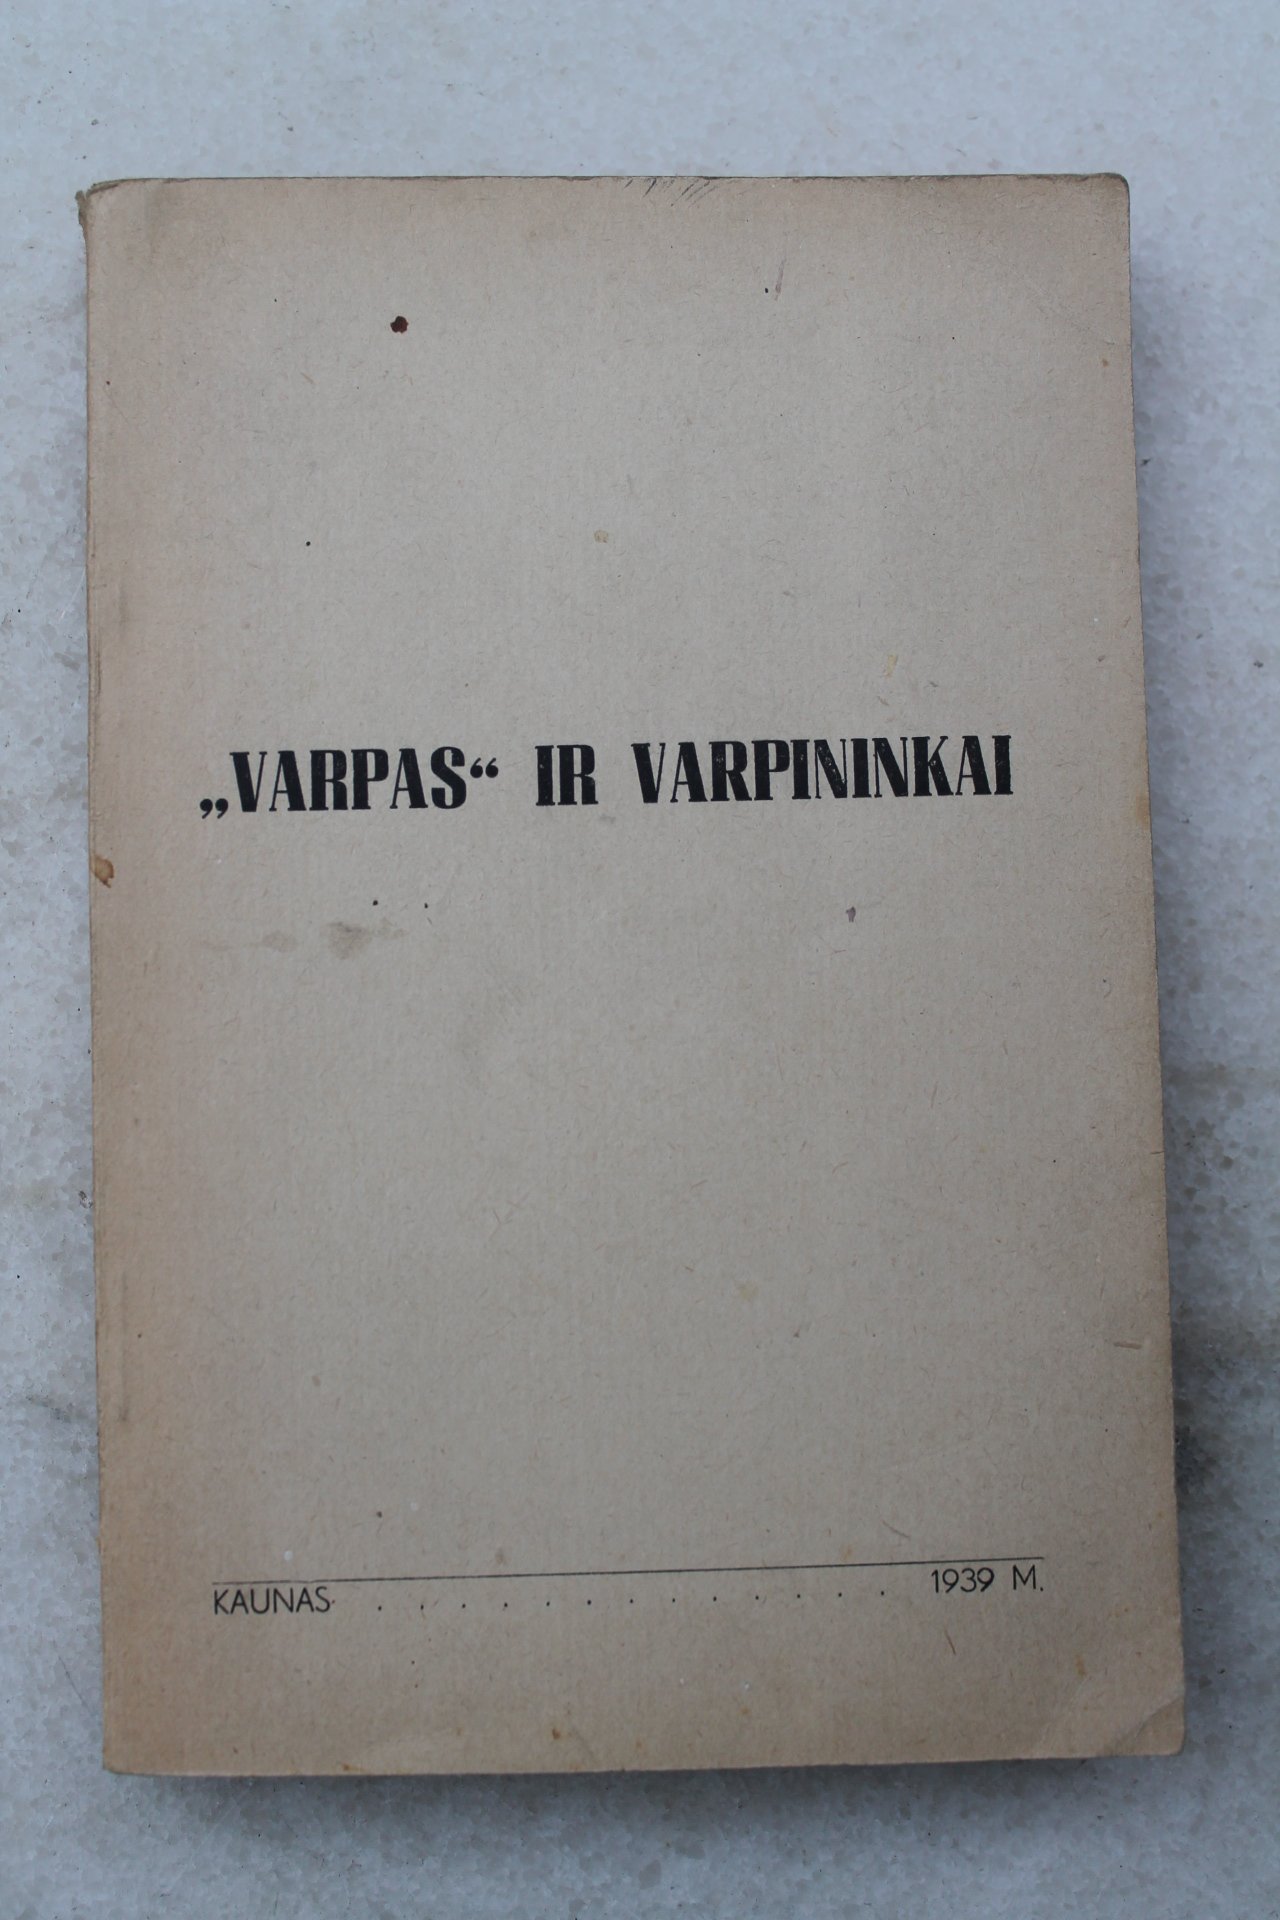 „VARPAS“ IR VARPININKAI
KAUNAS . . . . . . . . . . . . . . 1939 M.